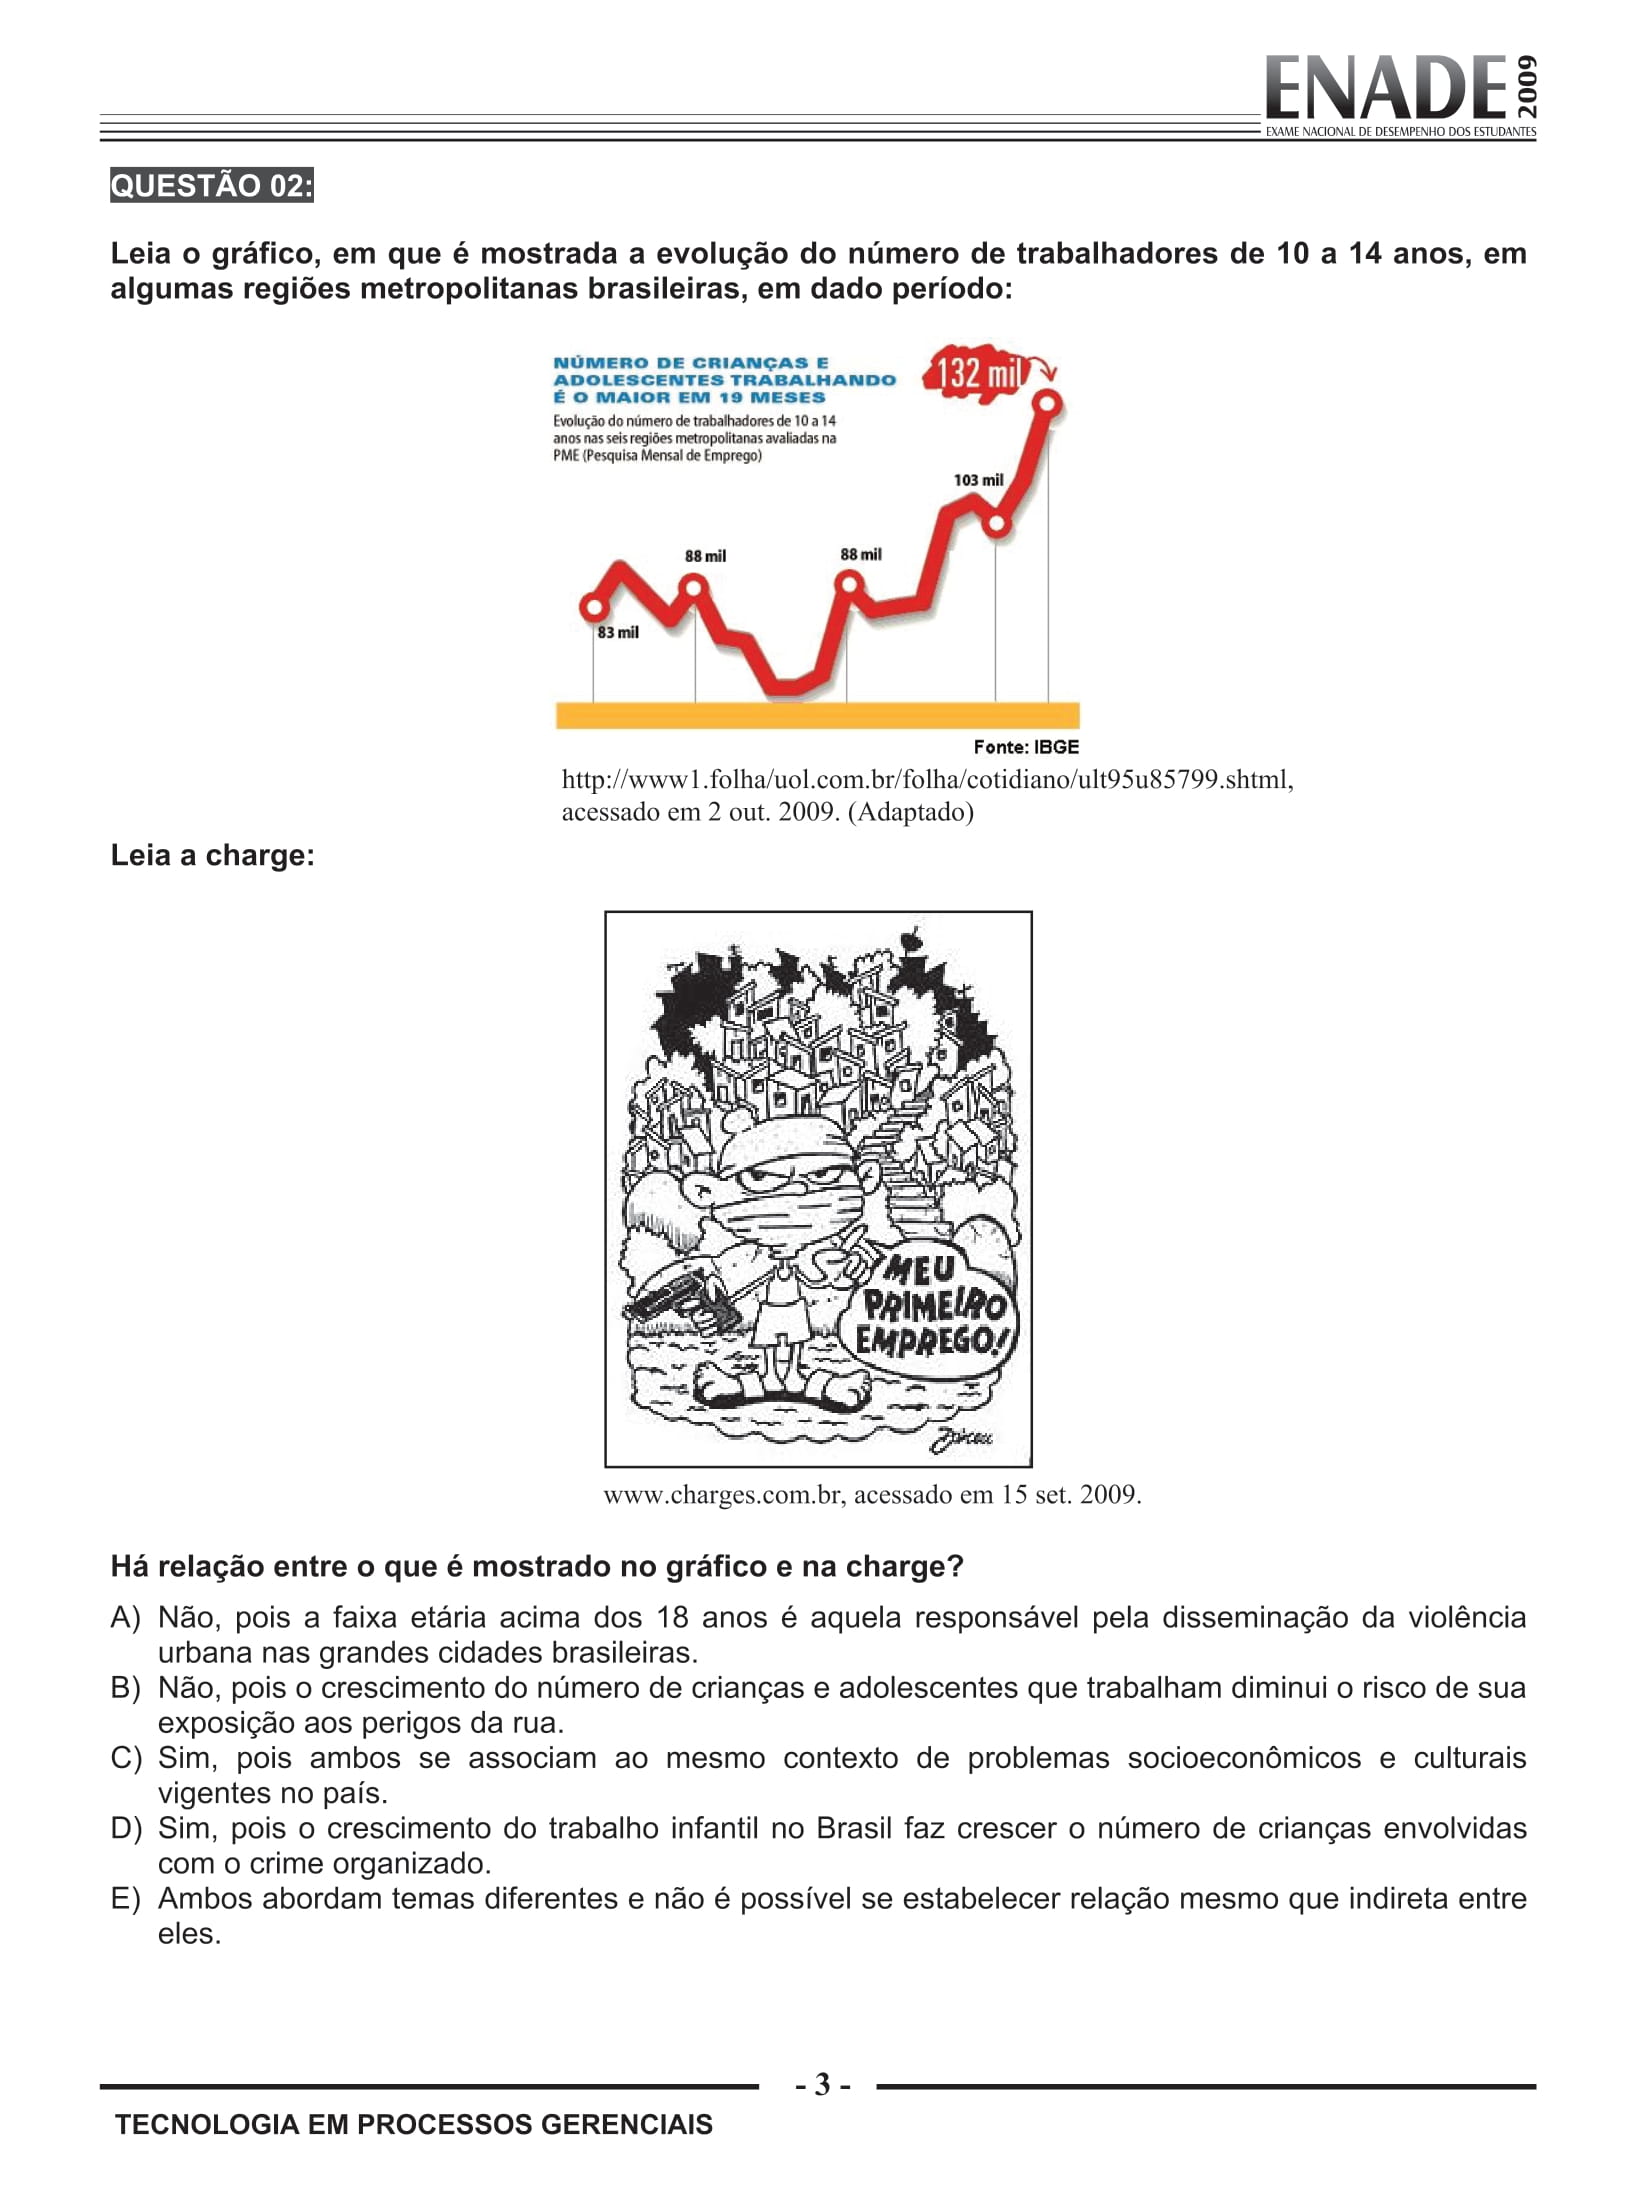 ENADE 2009
EXAME NACIONAL DE DESEMPENHO DOS ESTUDANTES
QUESTÃO 02:
Leia o gráfico, em que é mostrada a evolução do número de trabalhadores de 10 a 14 anos, em
algumas regiões metropolitanas brasileiras, em dado período:
NÚMERO DE CRIANÇAS E
ADOLESCENTES TRABALHANDO
É O MAIOR EM 19 MESES
Evolução do número de trabalhadores de 10 a 14
anos nas seis regiões metropolitanas avaliadas na
PME (Pesquisa Mensal de Emprego)
132 mil
103 mil
88 mil
88 mil
83 mil
Fonte: IBGE
http://www1.folha/uol.com.br/folha/cotidiano/ult95u85799.shtml,
acessado em 2 out. 2009. (Adaptado)
Leia a charge:
MEU
PRIMEIRO
EMPREGO!
www.charges.com.br, acessado em 15 set. 2009.
Há relação entre o que é mostrado no gráfico e na charge?
A) Não, pois a faixa etária acima dos 18 anos é aquela responsável pela disseminação da violência
urbana nas grandes cidades brasileiras.
B) Não, pois o crescimento do número de crianças e adolescentes que trabalham diminui o risco de sua
exposição aos perigos da rua.
C) Sim, pois ambos se associam ao mesmo contexto de problemas socioeconômicos e culturais
vigentes no país.
D) Sim, pois o crescimento do trabalho infantil no Brasil faz crescer o número de crianças envolvidas
com o crime organizado.
E) Ambos abordam temas diferentes e não é possível se estabelecer relação mesmo que indireta entre
eles.
- 3 -
TECNOLOGIA EM PROCESSOS GERENCIAIS